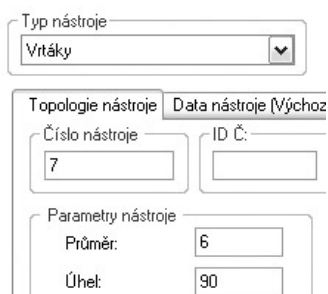 Typ nástroje
Vrtáky
Topologie nástroje Data nástroje (Výchoz
Číslo nástroje ID Č:
7
Parametry nástroje
Průměr: 6
Úhel: 90